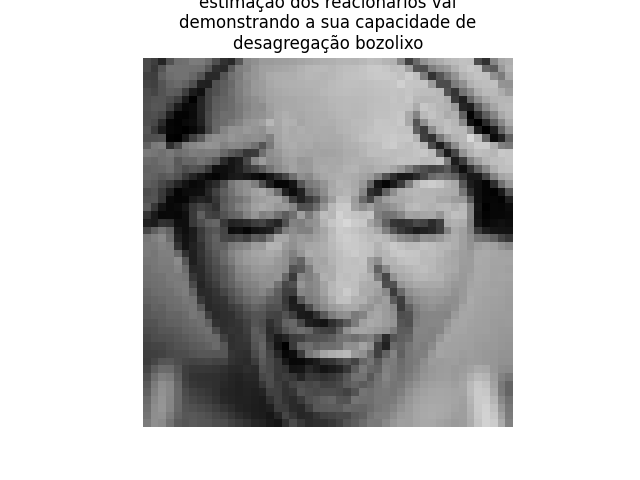 estimação dos reacionários vai
demonstrando a sua capacidade de
desagregação bozolixo